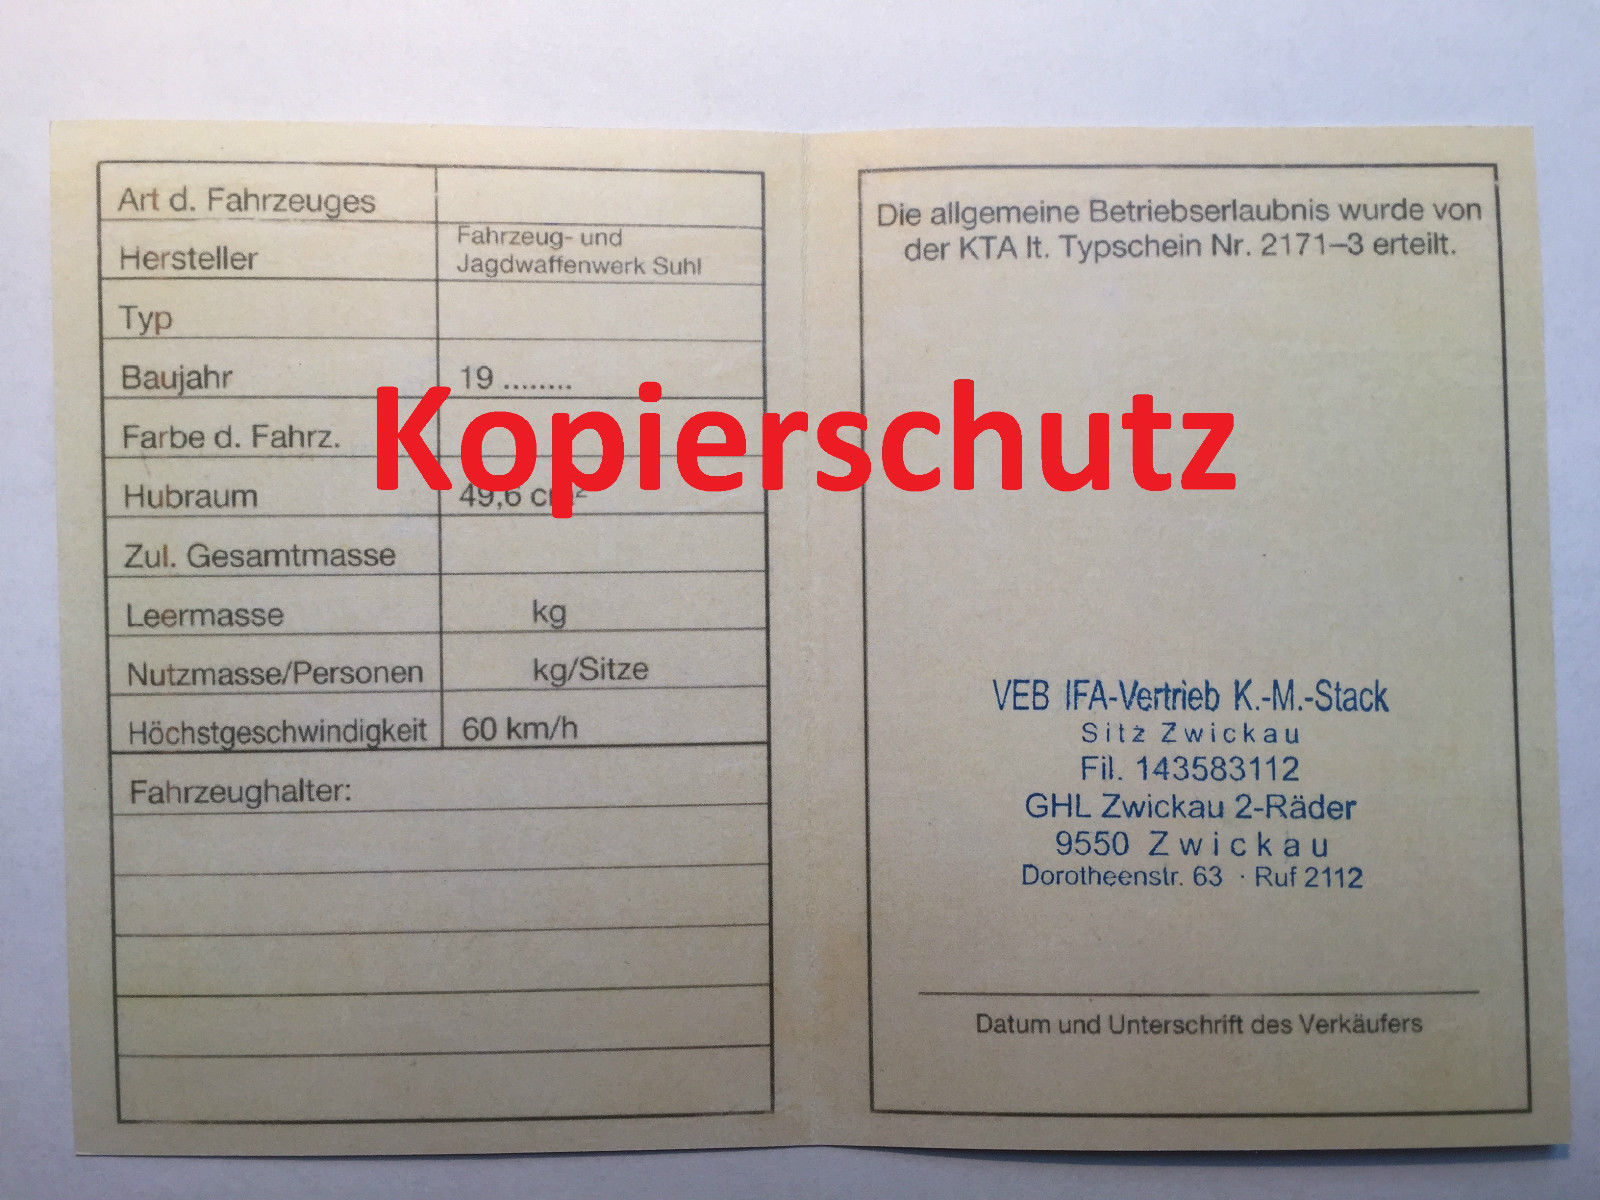 Art d. Fahrzeuges
Hersteller
Fahrzeug- und
Jagdwaffenwerk Suhl
Typ
Baujahr
19 ........
Farbe d. Fahrz.
Hubraum
49,6
Zul. Gesamtmasse
Leermasse
kg
Nutzmasse/Personen
kg/Sitze
Höchstgeschwindigkeit
60 km/h
Fahrzeughalter:
Kopierschutz
Die allgemeine Betriebserlaubnis wurde von
der KTA lt. Typschein Nr. 2171–3 erteilt.
VEB IFA-Vertrieb K.-M.-Stack
Sitz Zwickau
Fil. 143583112
GHL Zwickau 2-Räder
9550 Zwickau
Dorotheenstr. 63 · Ruf 2112
Datum und Unterschrift des Verkäufers